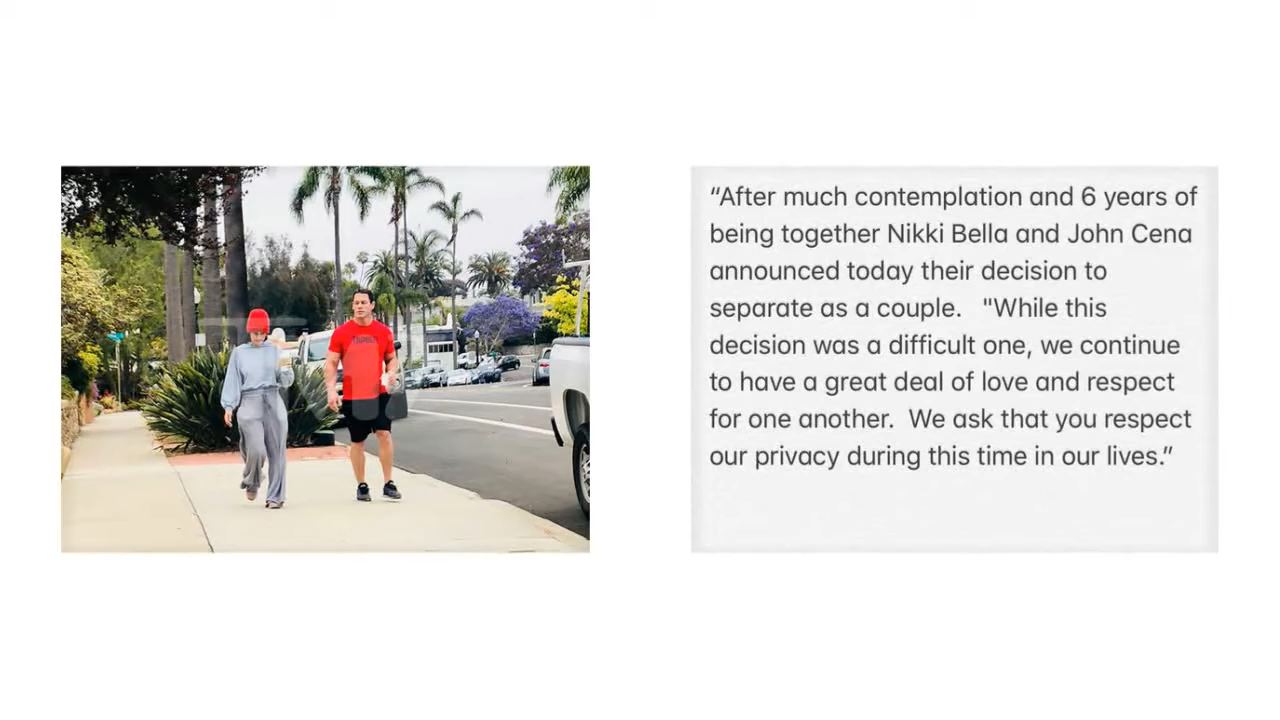 “After much contemplation and 6 years of
being together Nikki Bella and John Cena
announced today their decision to
separate as a couple.   "While this
decision was a difficult one, we continue
to have a great deal of love and respect
for one another.  We ask that you respect
our privacy during this time in our lives.”